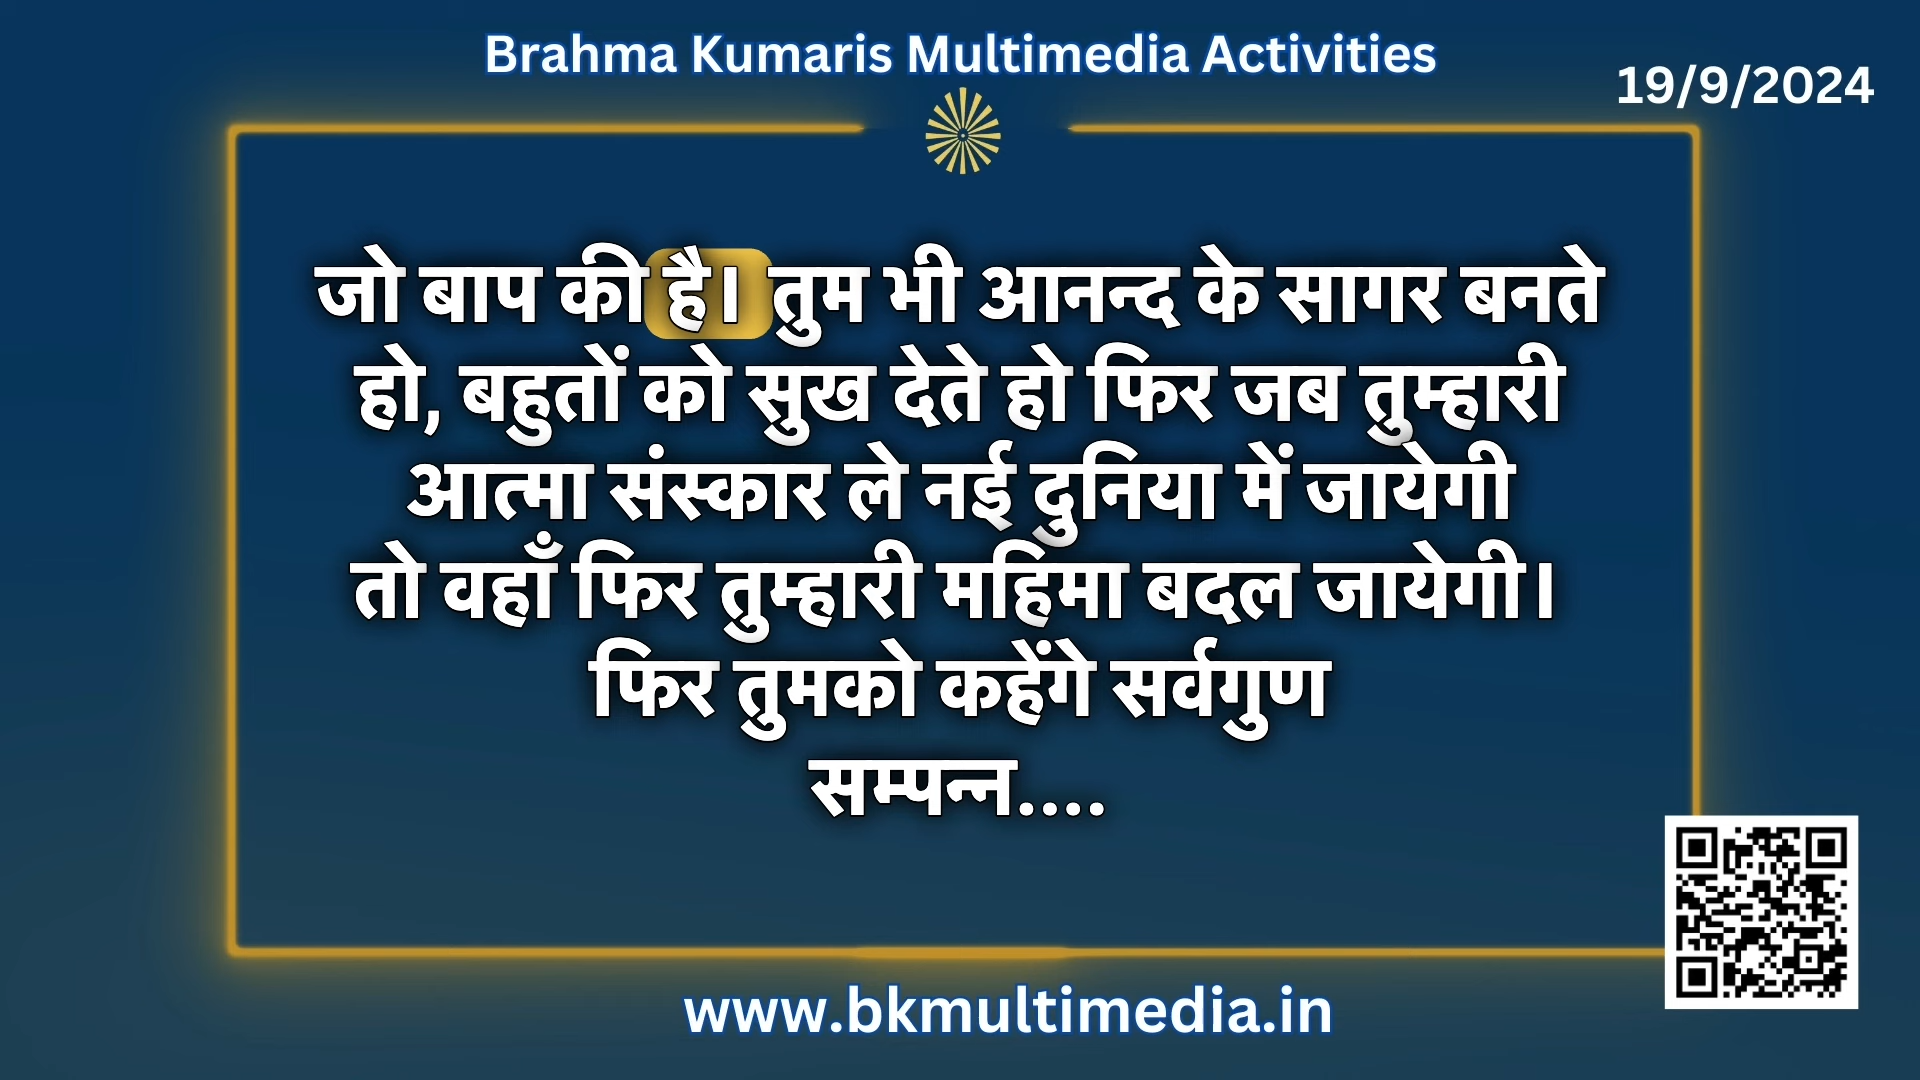 Brahma Kumaris Multimedia Activities
19/9/2024
जो बाप की है। तुम भी आनन्द के सागर बनते
हो, बहुतों को सुख देते हो फिर जब तुम्हारी
आत्मा संस्कार ले नई दुनिया में जायेगी
तो वहाँ फिर तुम्हारी महिमा बदल जायेगी।
फिर तुमको कहेंगे सर्वगुण
सम्पन्न....
www.bkmultimedia.in